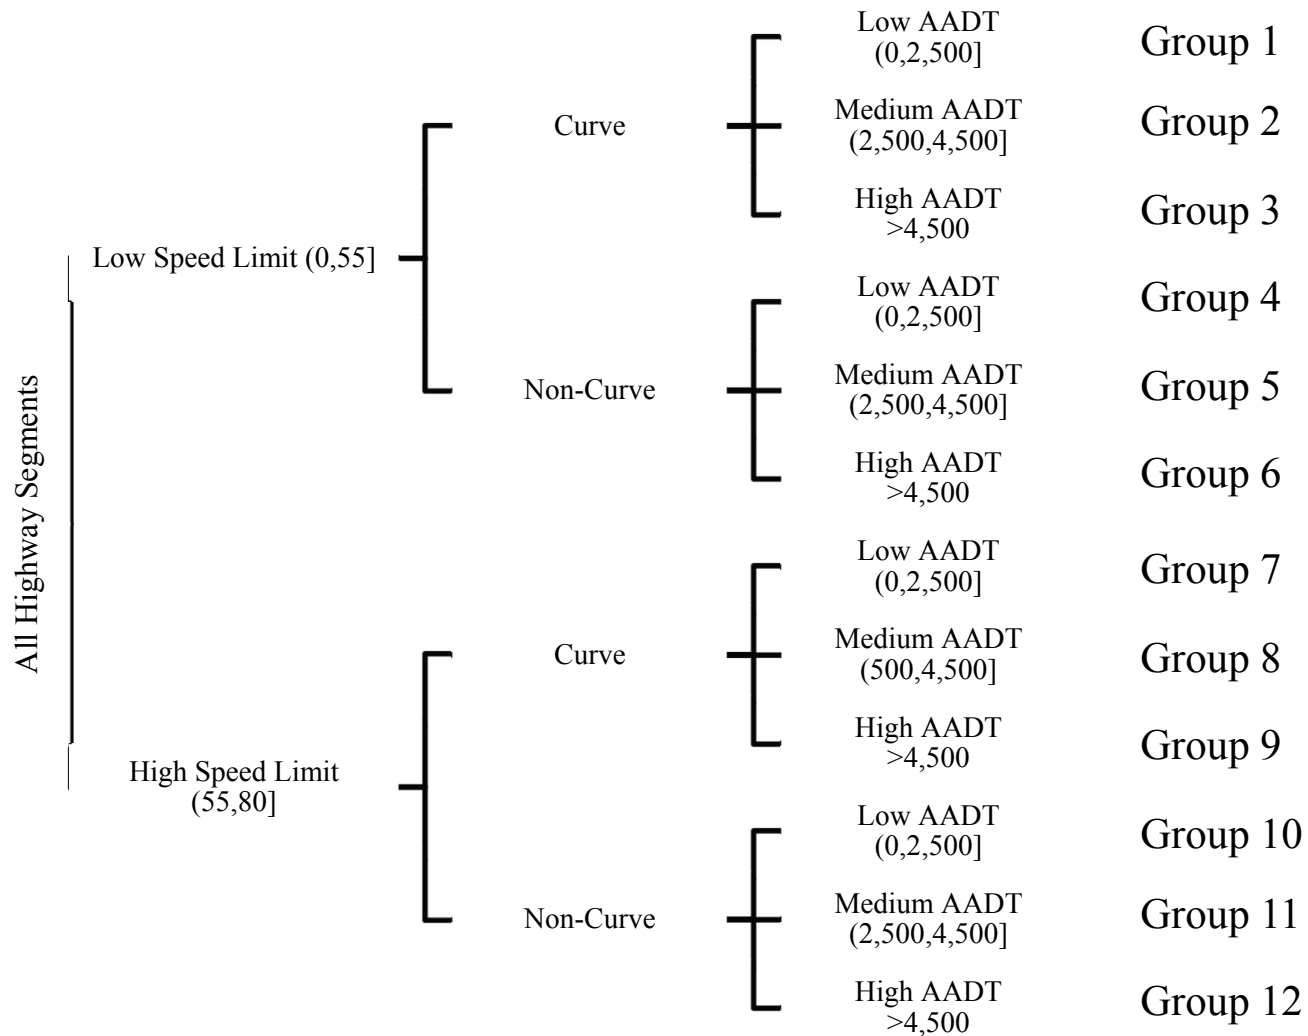 All Highway Segments
Low Speed Limit (0,55]
Curve
Low AADT
(0,2,500]
Group 1
Medium AADT
(2,500,4,500]
Group 2
High AADT
>4,500
Group 3
Non-Curve
Low AADT
(0,2,500]
Group 4
Medium AADT
(2,500,4,500]
Group 5
High AADT
>4,500
Group 6
High Speed Limit
(55,80]
Curve
Low AADT
(0,2,500]
Group 7
Medium AADT
(500,4,500]
Group 8
High AADT
>4,500
Group 9
Non-Curve
Low AADT
(0,2,500]
Group 10
Medium AADT
(2,500,4,500]
Group 11
High AADT
>4,500
Group 12